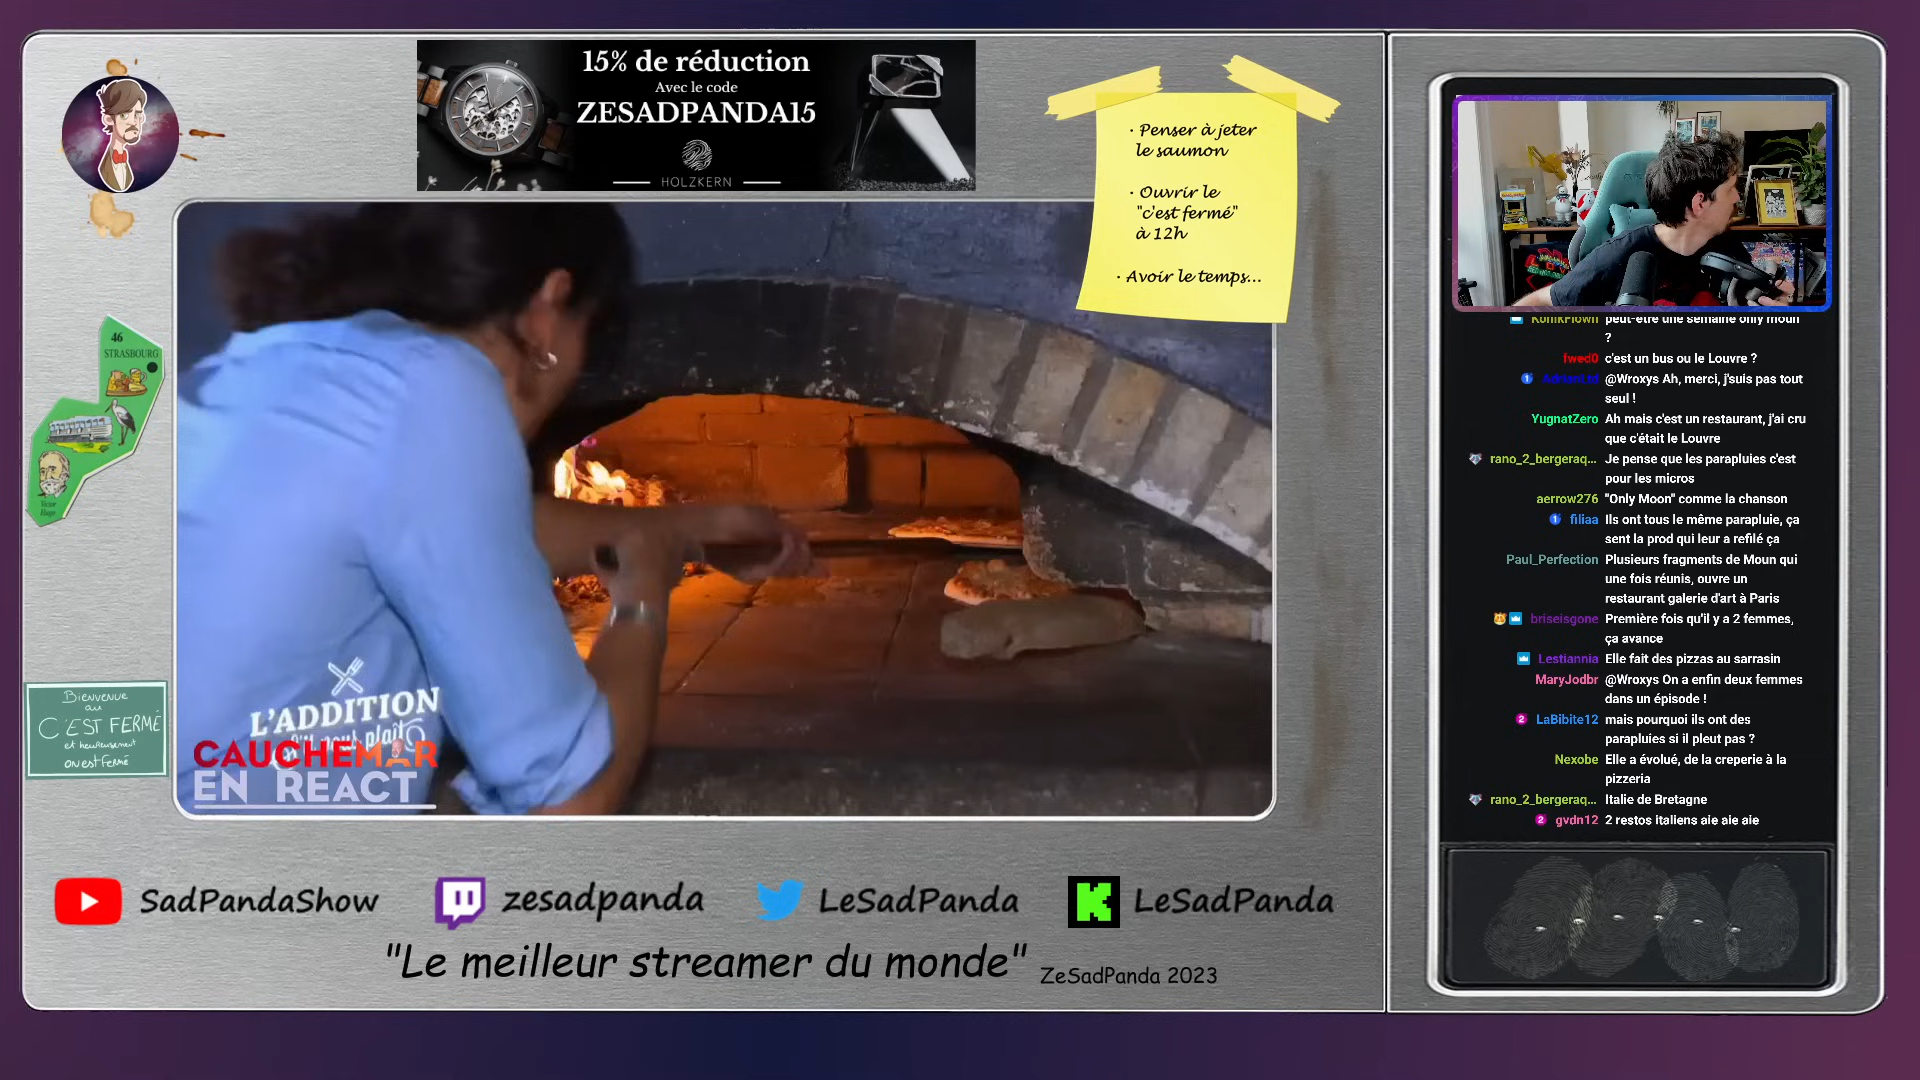 15% de réduction
Avec le code
ZESADPANDA15
HOLZKERN
· Penser à jeter
le saumon
· Ouvrir le
"c'est fermé"
à 12h
· Avoir le temps...
46
STRASBOURG
Victor
Hugo
Bienvenue
au
C'EST FERMÉ
et heureusement
on est fermé
L'ADDITION
s'il vous plaît
CAUCHEMAR
EN REACT
KonikFlown peut-être une semaine only moun
?
fwed0 c'est un bus ou le Louvre ?
@Wroxys Ah, merci, j'suis pas tout
seul !
YugnatZero Ah mais c'est un restaurant, j'ai cru
que c'était le Louvre
rano_2_bergeraq... Je pense que les parapluies c'est
pour les micros
aerrow276 "Only Moon" comme la chanson
filiaa Ils ont tous le même parapluie, ça
sent la prod qui leur a refilé ça
Paul_Perfection Plusieurs fragments de Moun qui
une fois réunis, ouvre un
restaurant galerie d'art à Paris
briseisgone Première fois qu'il y a 2 femmes,
ça avance
Lestiannia Elle fait des pizzas au sarrasin
MaryJodbr @Wroxys On a enfin deux femmes
dans un épisode !
2 LaBibite12 mais pourquoi ils ont des
parapluies si il pleut pas ?
Nexobe Elle a évolué, de la creperie à la
pizzeria
rano_2_bergeraq... Italie de Bretagne
2 gvdn12 2 restos italiens aie aie aie
SadPandaShow
zesadpanda
LeSadPanda
LeSadPanda
"Le meilleur streamer du monde"
ZeSadPanda 2023